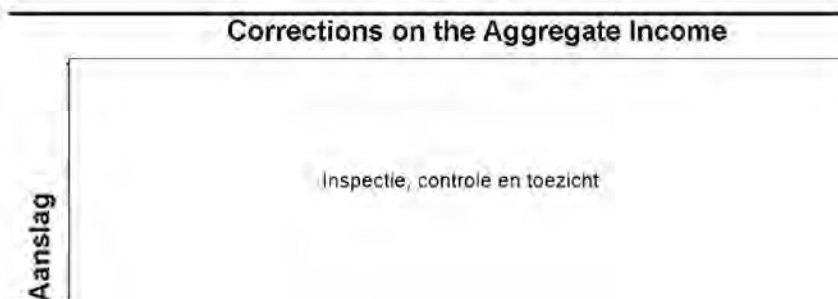 Corrections on the Aggregate Income
Inspectie, controle en toezicht
Aanslag